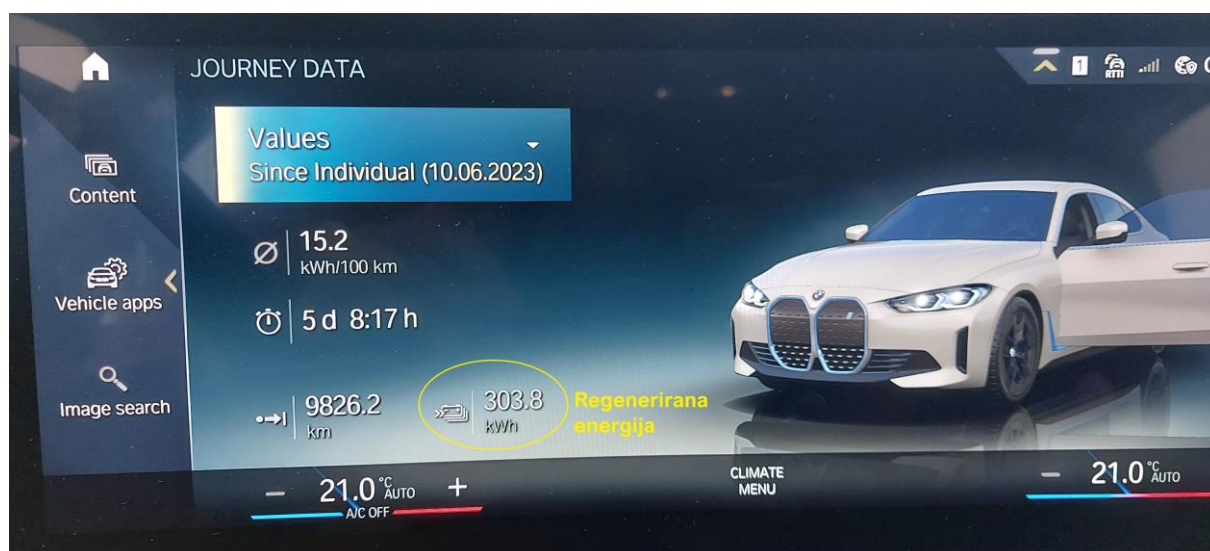 JOURNEY DATA
1
RTTI
Values
Since Individual (10.06.2023)
Content
15.2
kWh/100 km
Vehicle apps
5 d 8:17 h
Image search
9826.2
km
303.8
kWh
Regenerirana
energija
- 21.0 °C AUTO +
A/C OFF
CLIMATE
MENU
- 21.0 °C AUTO